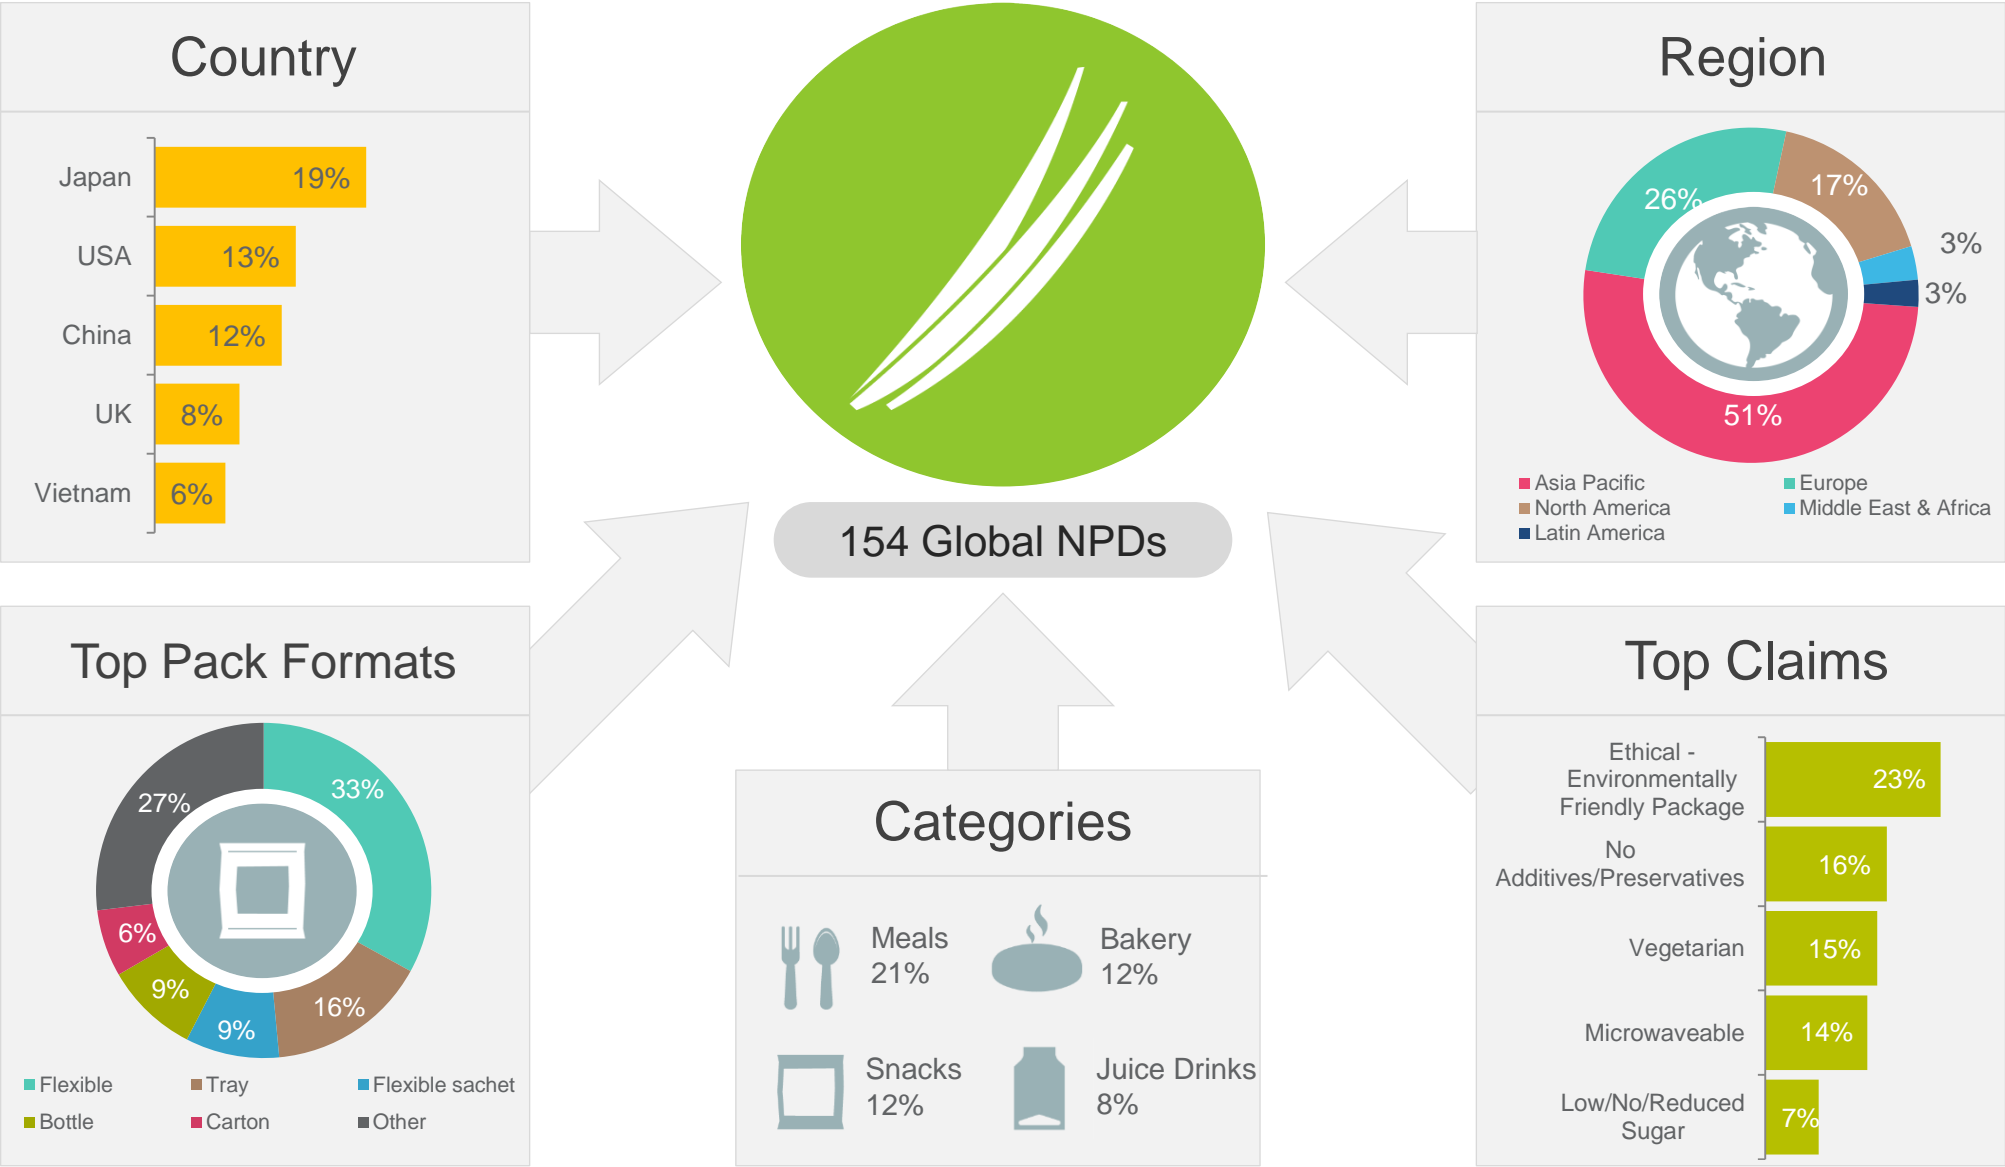 Country
Japan 19%
USA 13%
China 12%
UK 8%
Vietnam 6%
154 Global NPDs
Region
26%
17%
3%
3%
51%
Asia Pacific
Europe
North America
Middle East & Africa
Latin America
Top Pack Formats
33%
27%
6%
9%
9%
16%
Flexible
Tray
Flexible sachet
Bottle
Carton
Other
Categories
Meals
21%
Bakery
12%
Snacks
12%
Juice Drinks
8%
Top Claims
Ethical -
Environmentally
Friendly Package
23%
No
Additives/Preservatives
16%
Vegetarian
15%
Microwaveable
14%
Low/No/Reduced
Sugar
7%